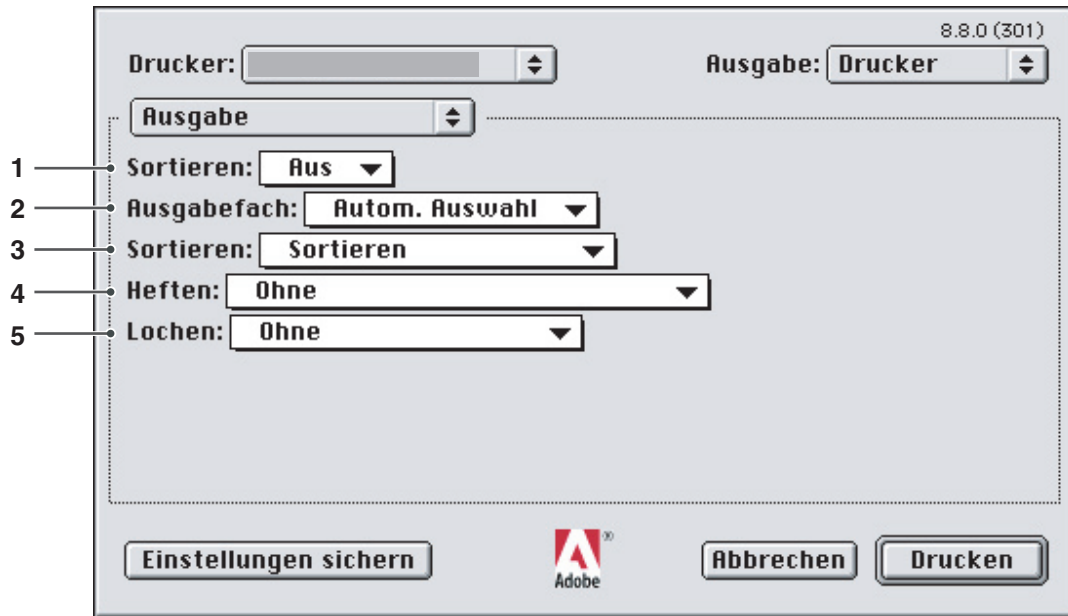 8.8.0 (301)
Drucker: Ausgabe: Drucker
Ausgabe
1 Sortieren: Aus
2 Ausgabefach: Autom. Auswahl
3 Sortieren: Sortieren
4 Heften: Ohne
5 Lochen: Ohne
Einstellungen sichern Adobe ® Abbrechen Drucken